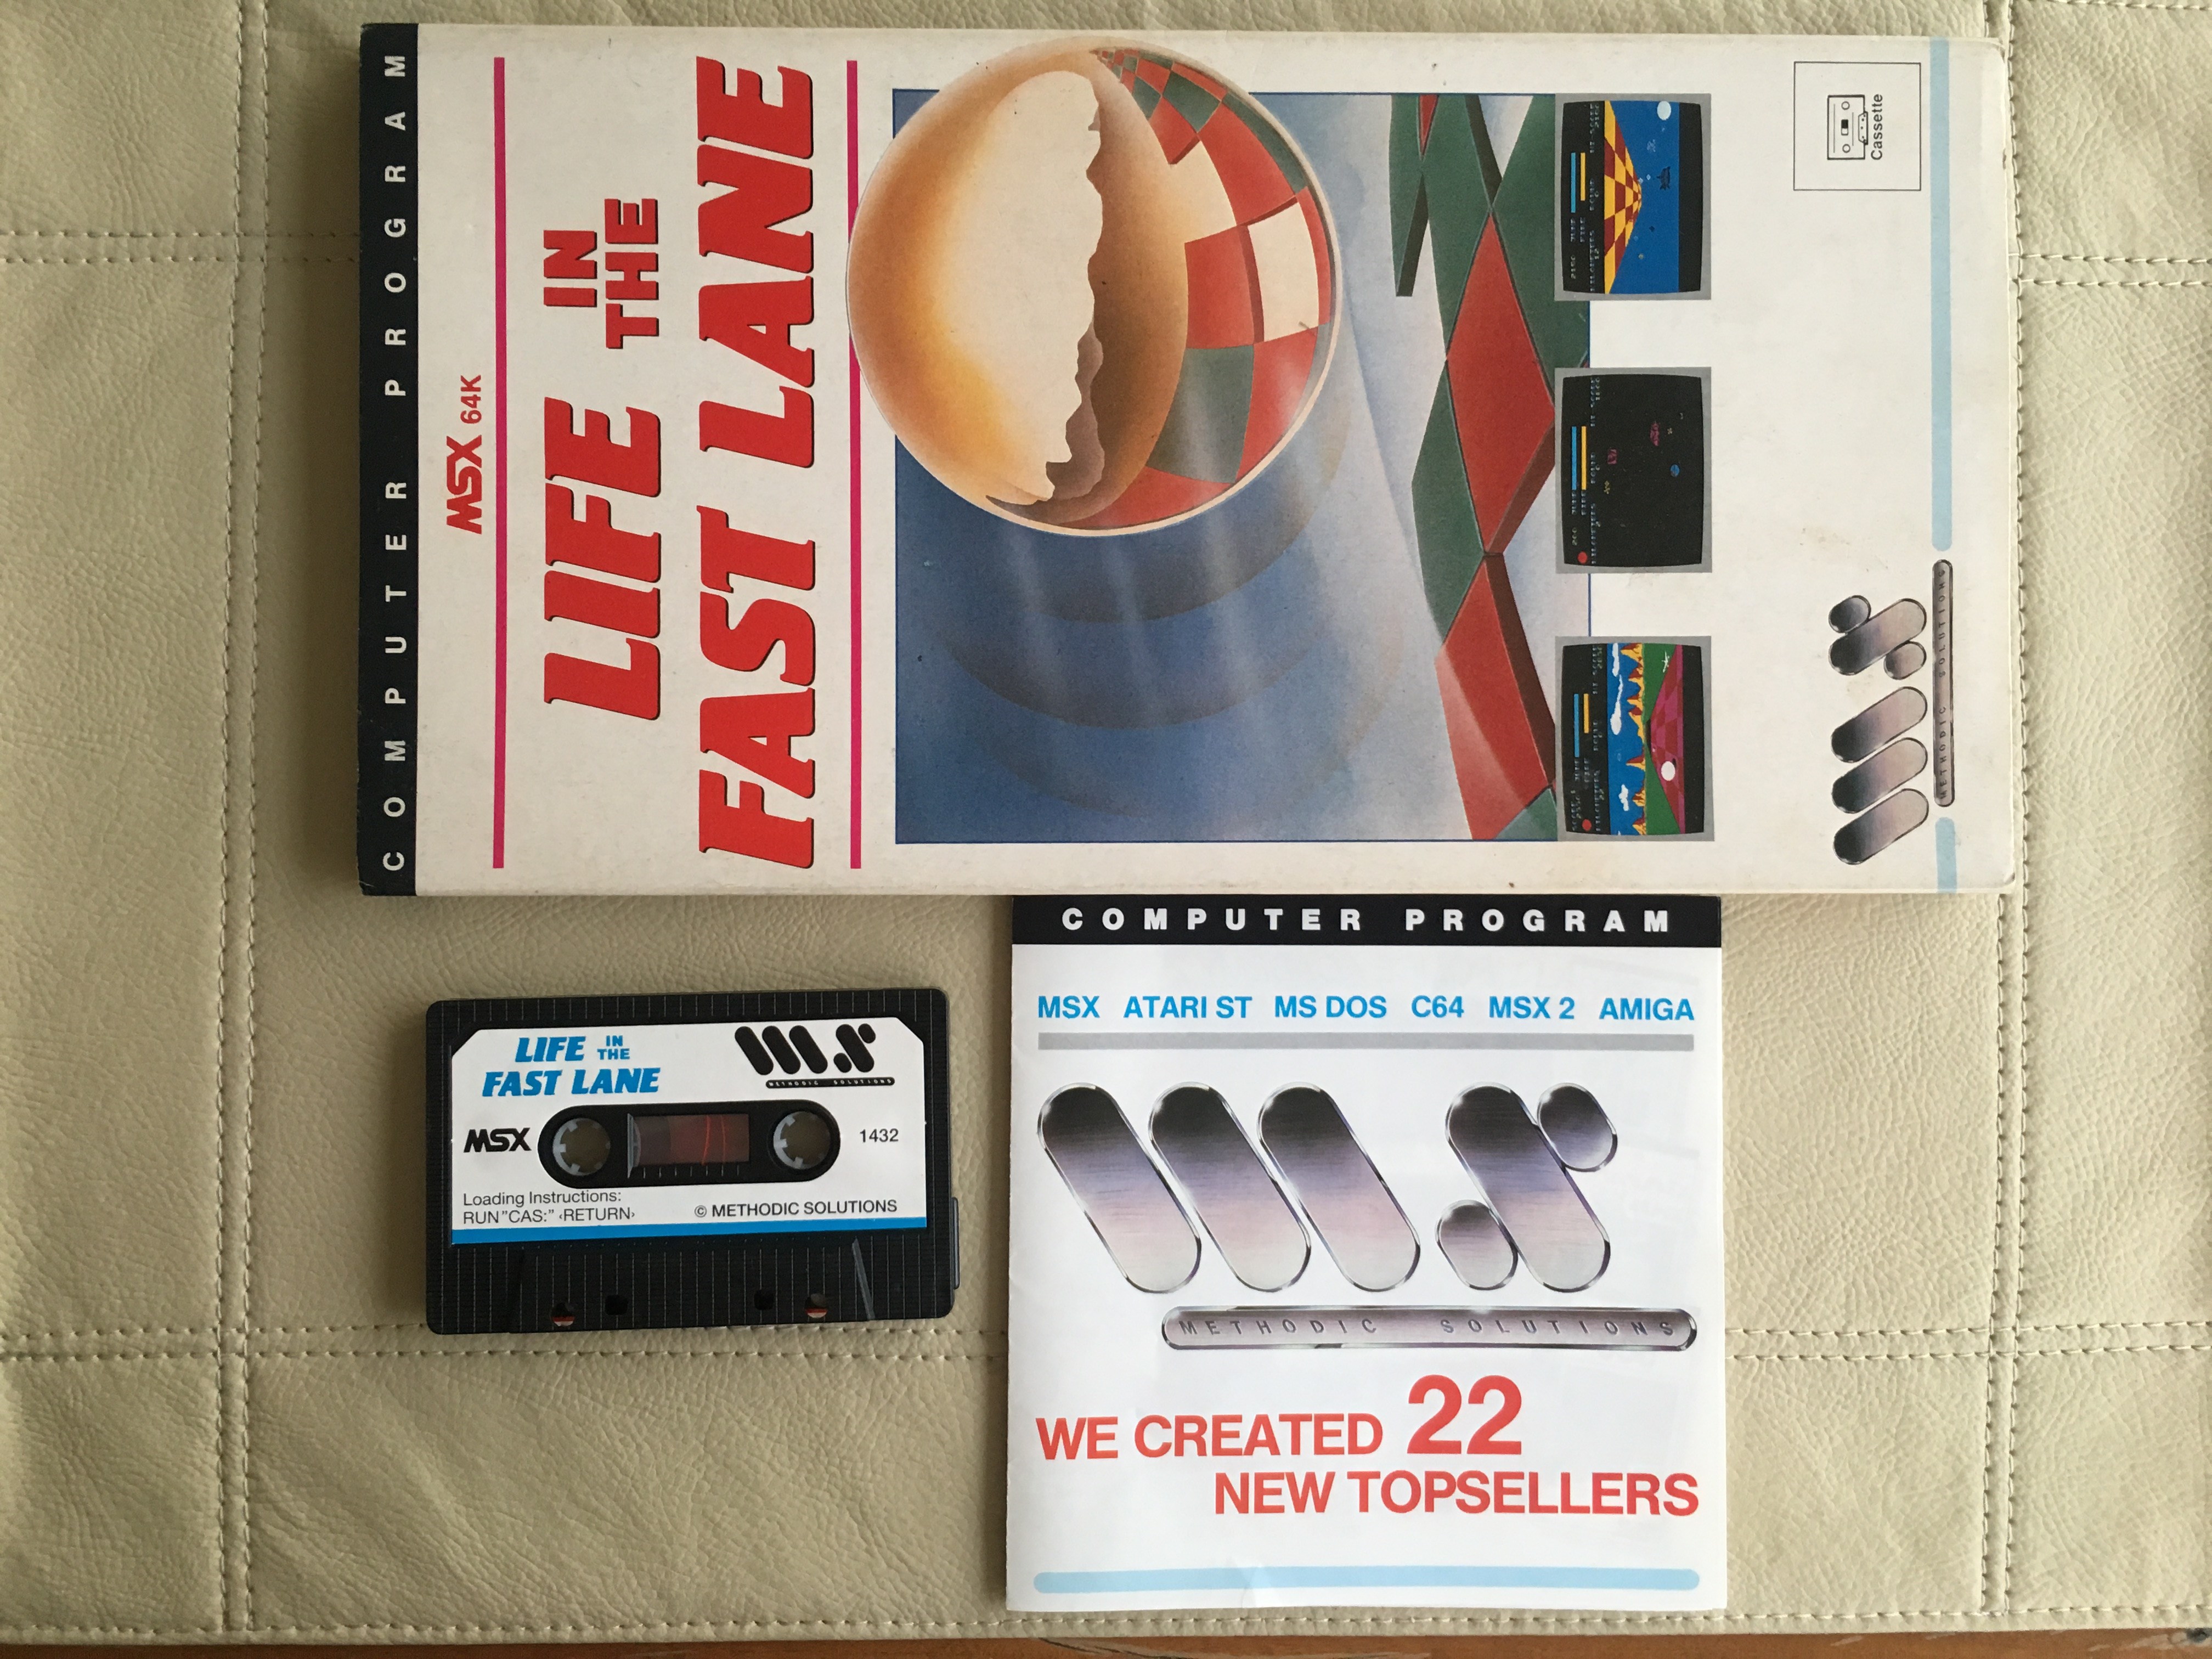 COMPUTER PROGRAM
MSX 64K
LIFE IN THE
FAST LANE
Cassette
METHODIC SOLUTIONS
COMPUTER PROGRAM
MSX ATARI ST MS DOS C64 MSX 2 AMIGA
METHODIC SOLUTIONS
WE CREATED 22
NEW TOPSELLERS
LIFE IN THE
FAST LANE
METHODIC SOLUTIONS
MSX
1432
Loading Instructions:
RUN"CAS:" ‹RETURN›
© METHODIC SOLUTIONS